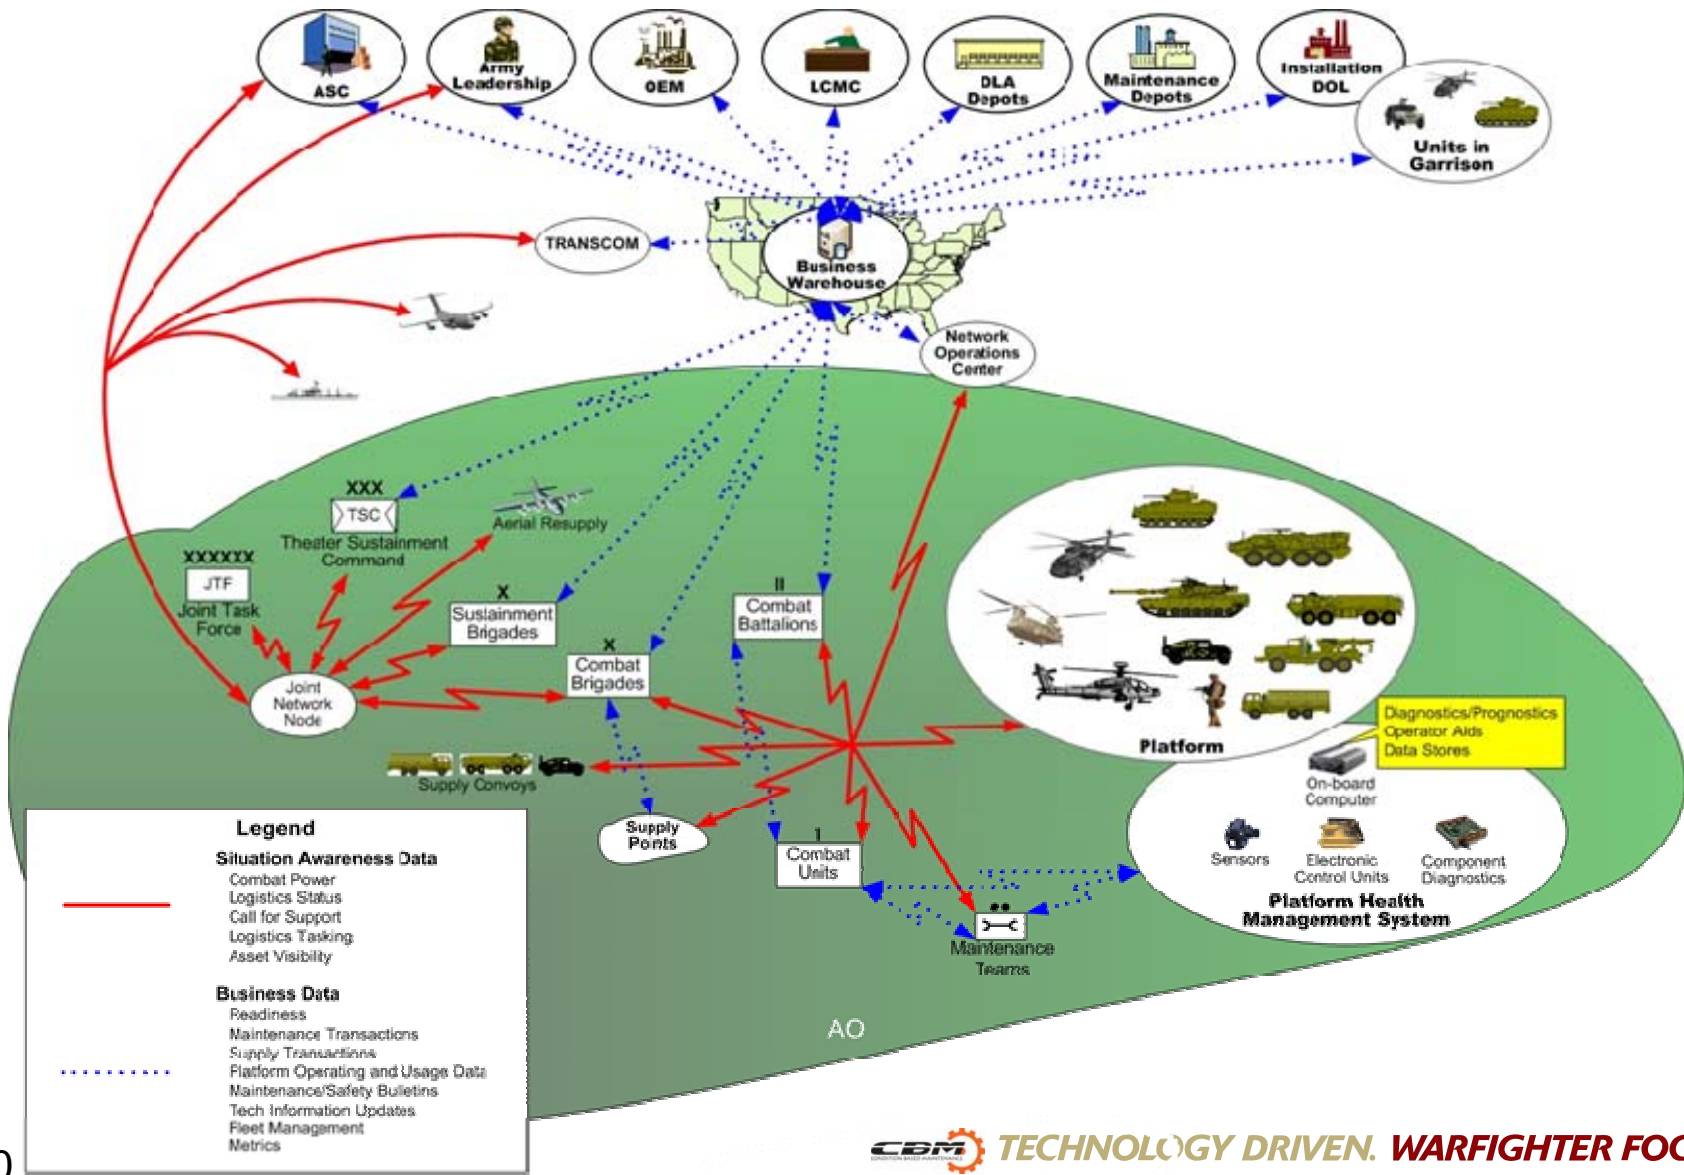 ASC
Army
Leadership
OEM
LCMC
DLA
Depots
Maintenance
Depots
Installation
DOL
Units in
Garrison
TRANSCOM
Business
Warehouse
Network
Operations
Center
XXX
TSC
Theater Sustainment
Command
Aerial Resupply
XXXXXX
JTF
Joint Task
Force
X
Sustainment
Brigades
II
Combat
Battalions
X
Combat
Brigades
Joint
Network
Node
Platform
Diagnostics/Prognostics
Operator Aids
Data Stores
On-board
Computer
Supply Convoys
Supply
Points
I
Combat
Units
Sensors
Electronic
Control Units
Component
Diagnostics
Platform Health
Management System
Maintenance
Teams
AO
Legend
Situation Awareness Data
Combat Power
Logistics Status
Call for Support
Logistics Tasking
Asset Visibility
Business Data
Readiness
Maintenance Transactions
Supply Transactions
Platform Operating and Usage Data
Maintenance/Safety Bulletins
Tech Information Updates
Fleet Management
Metrics
CBM TECHNOLOGY DRIVEN. WARFIGHTER FOC
CONDITION BASED MAINTENANCE
0